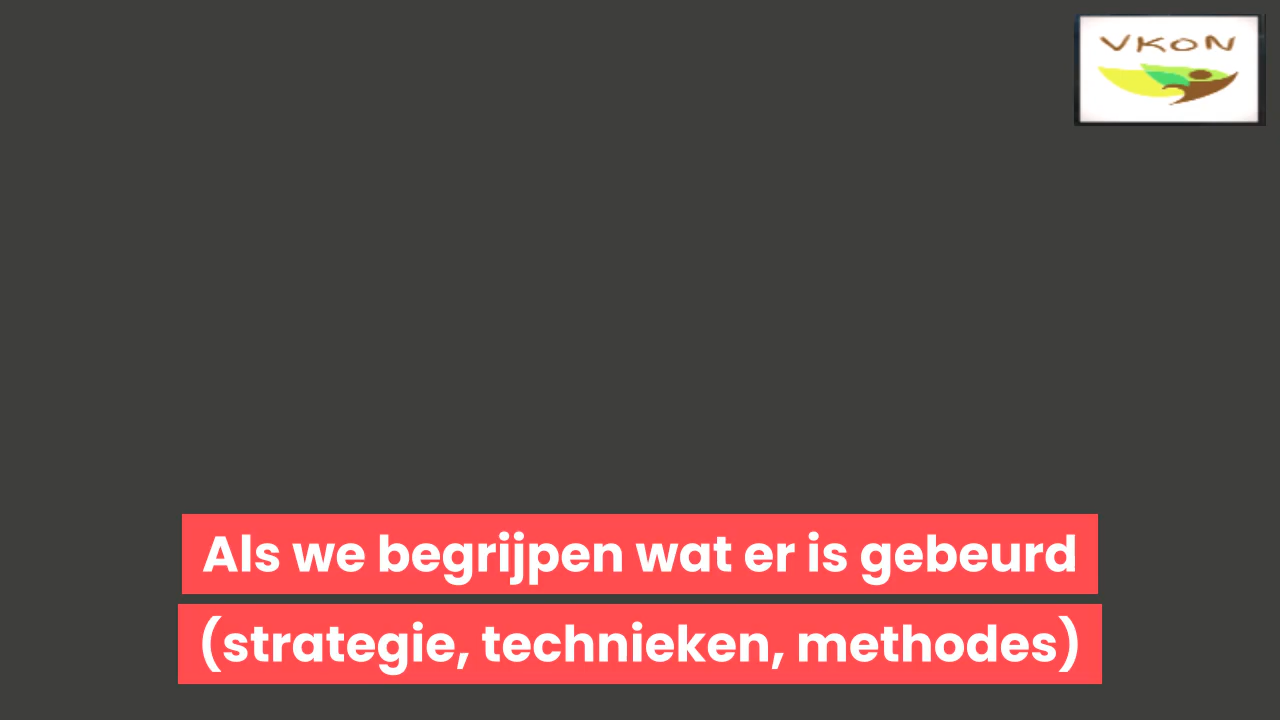 VKON
Als we begrijpen wat er is gebeurd
(strategie, technieken, methodes)